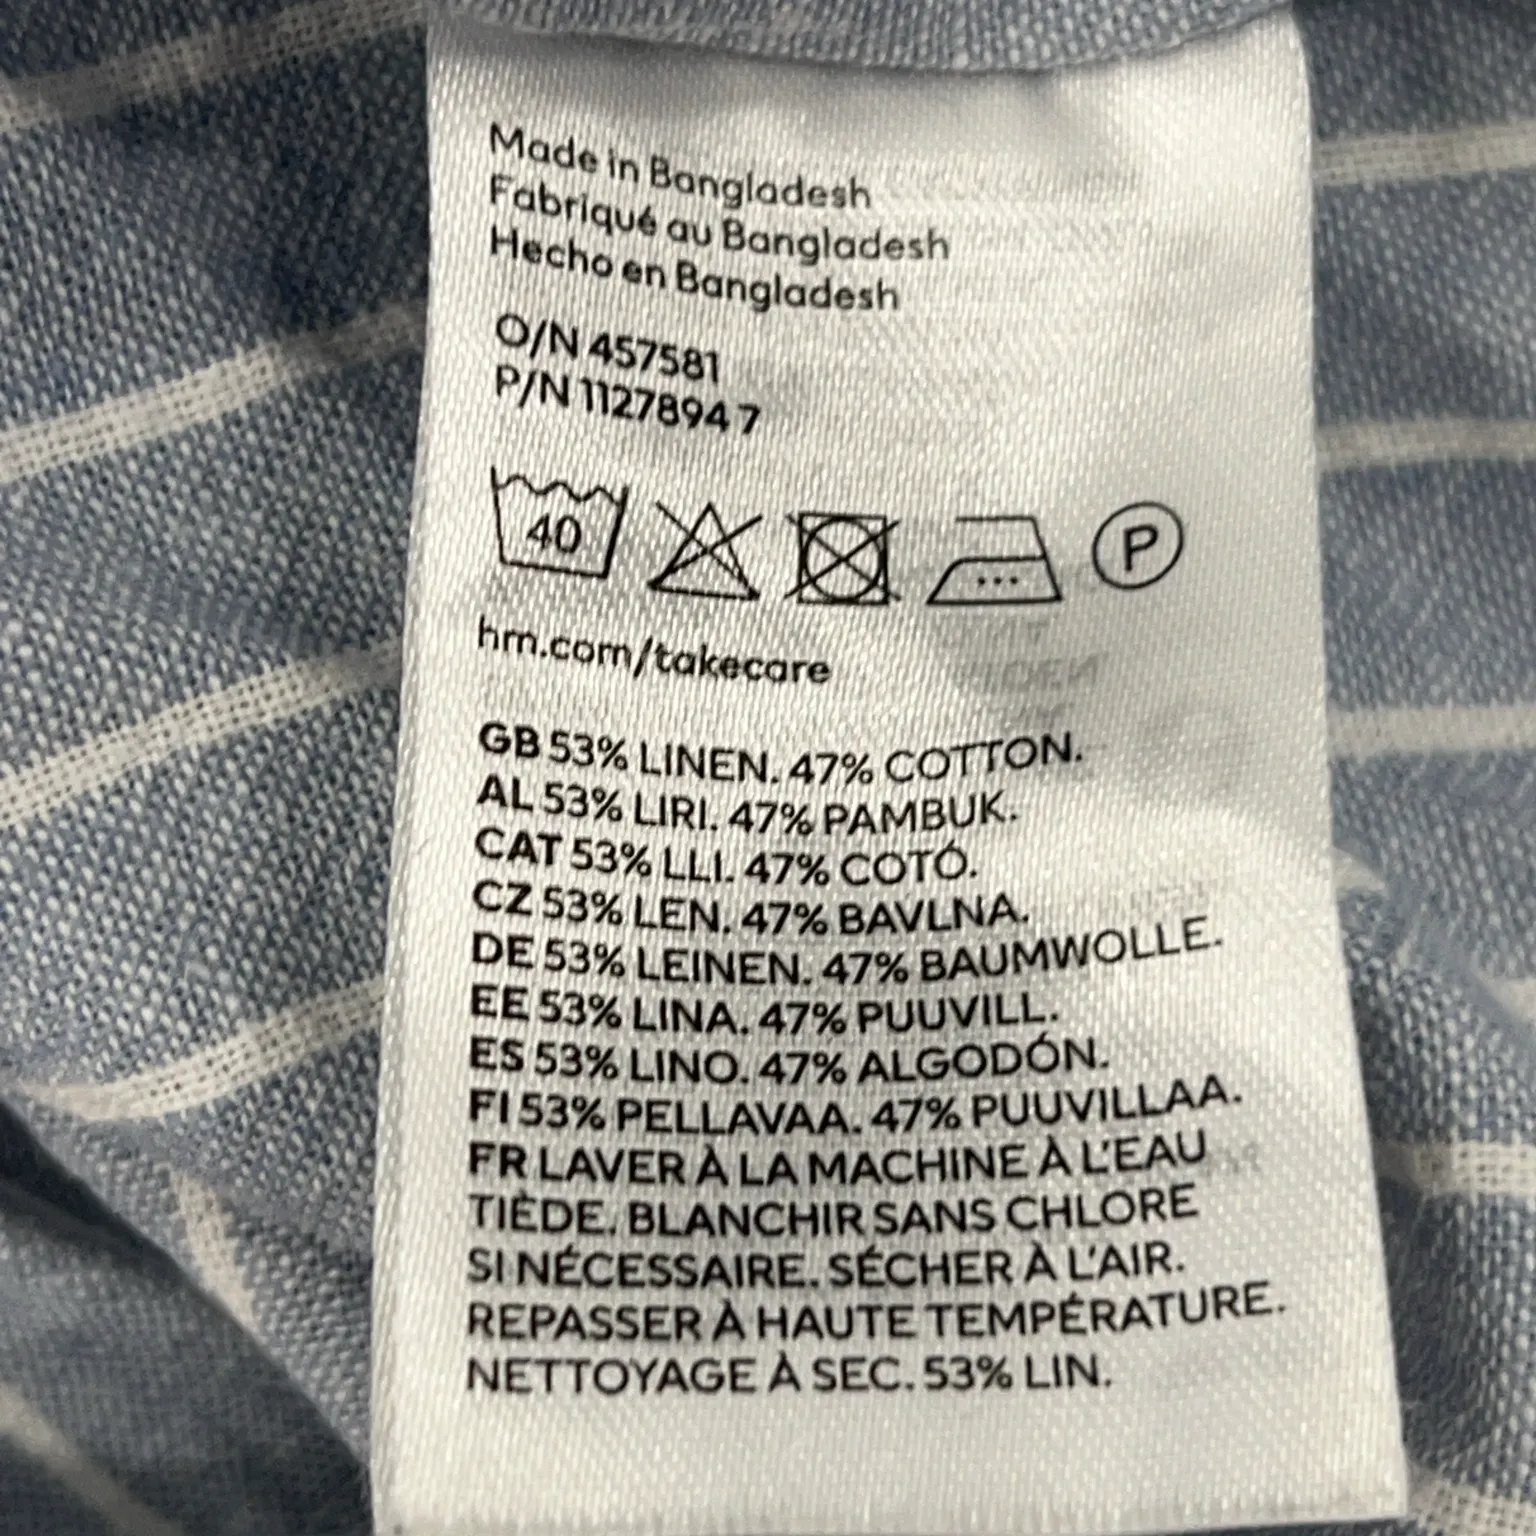 Made in Bangladesh
Fabriqué au Bangladesh
Hecho en Bangladesh
O/N 457581
P/N 1127894 7
40
P
hm.com/takecare
GB 53% LINEN. 47% COTTON.
AL 53% LIRI. 47% PAMBUK.
CAT 53% LLI. 47% COTÓ.
CZ 53% LEN. 47% BAVLNA.
DE 53% LEINEN. 47% BAUMWOLLE.
EE 53% LINA. 47% PUUVILL.
ES 53% LINO. 47% ALGODÓN.
FI 53% PELLAVAA. 47% PUUVILLAA.
FR LAVER À LA MACHINE À L'EAU
TIÈDE. BLANCHIR SANS CHLORE
SI NÉCESSAIRE. SÉCHER À L'AIR.
REPASSER À HAUTE TEMPÉRATURE.
NETTOYAGE À SEC. 53% LIN.